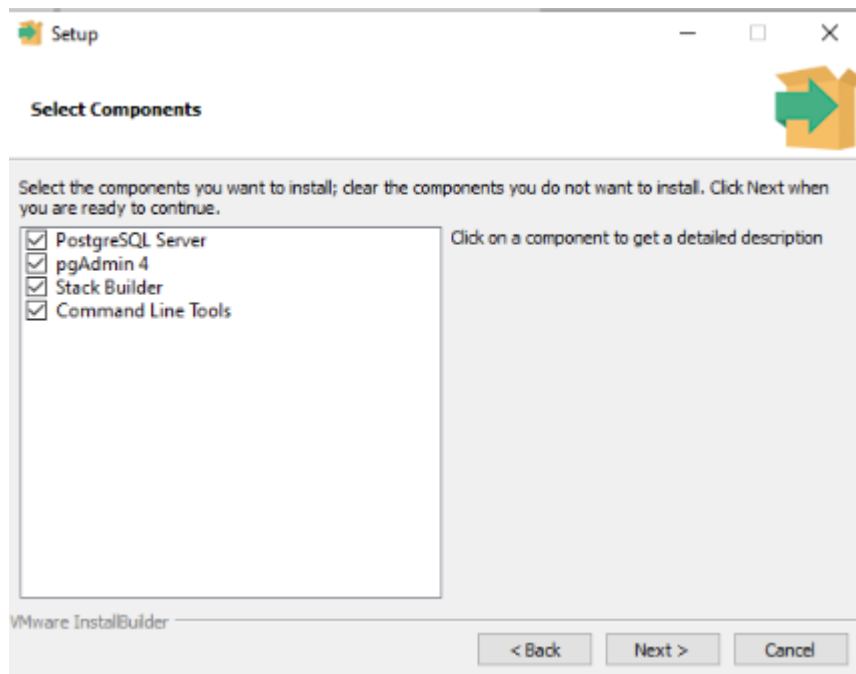 Setup
Select Components
Select the components you want to install; clear the components you do not want to install. Click Next when
you are ready to continue.
PostgreSQL Server
pgAdmin 4
Stack Builder
Command Line Tools
Click on a component to get a detailed description
VMware InstallBuilder
< Back
Next >
Cancel